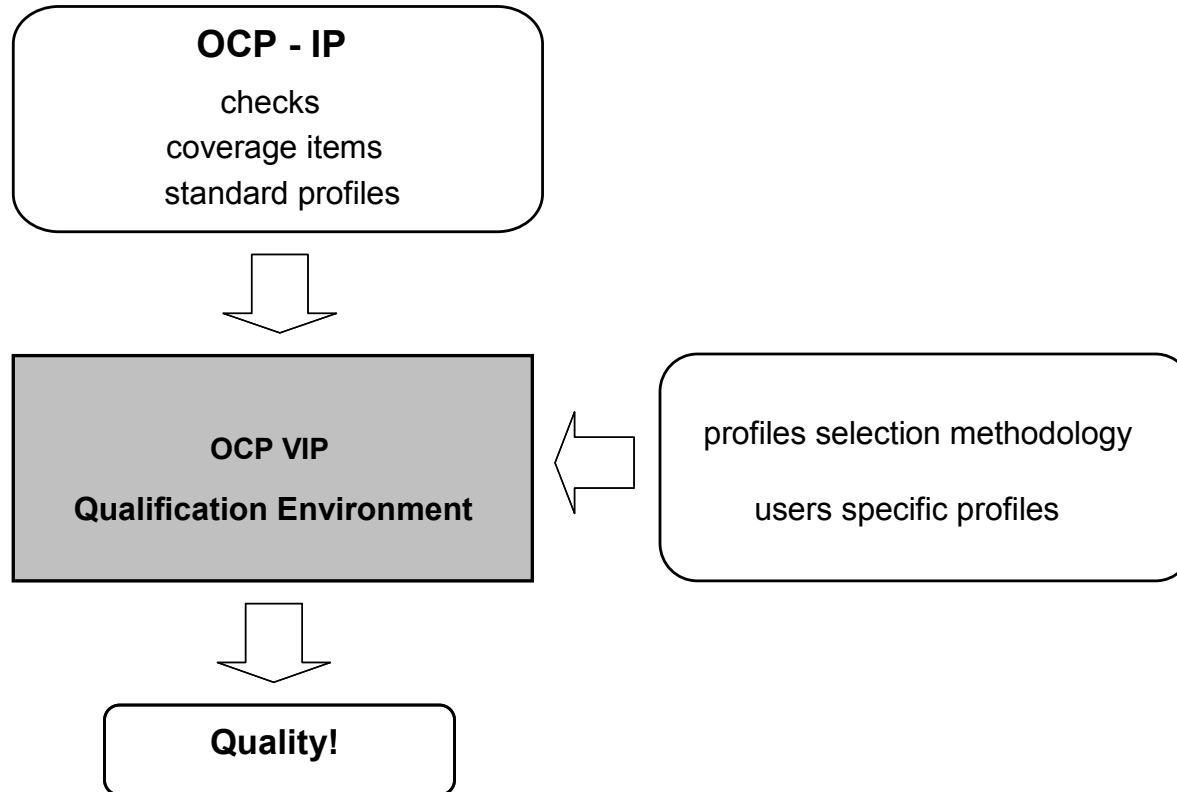 OCP - IP
checks
coverage items
standard profiles
OCP VIP
Qualification Environment
profiles selection methodology
users specific profiles
Quality!